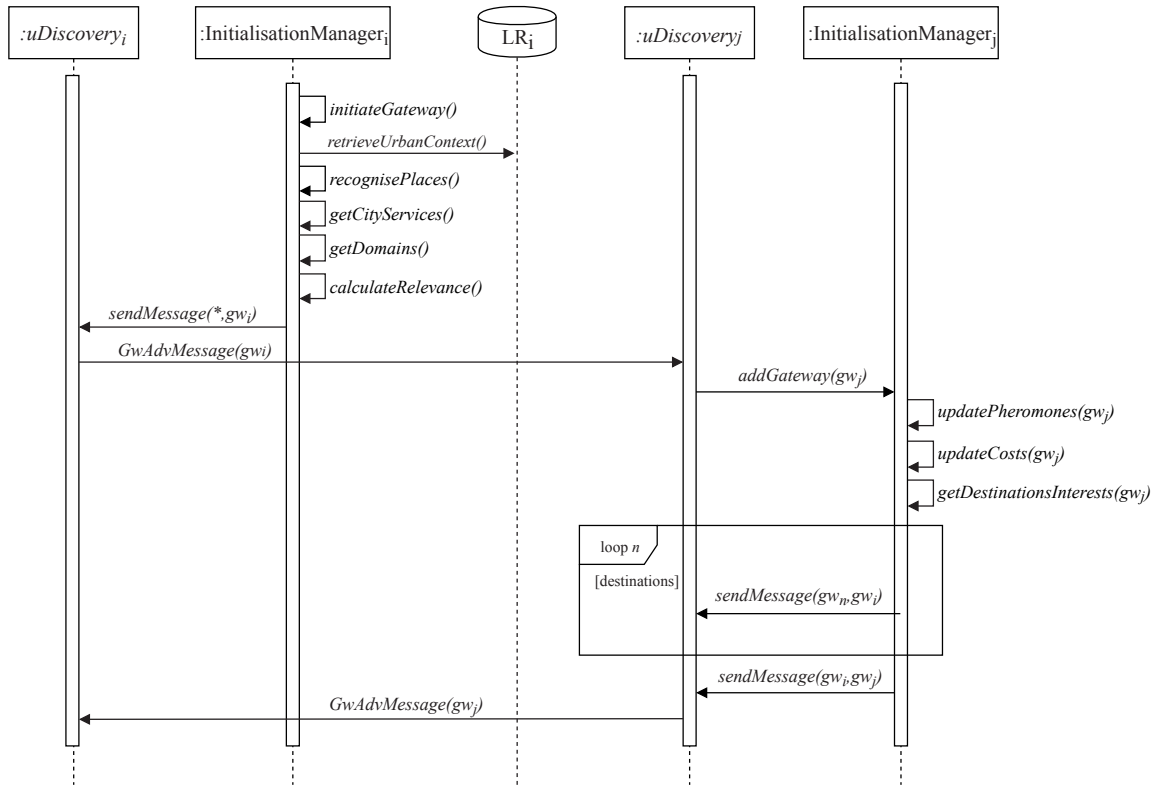 :uDiscoveryi
:InitialisationManageri
LRi
:uDiscoveryj
:InitialisationManagerj
initiateGateway()
retrieveUrbanContext()
recognisePlaces()
getCityServices()
getDomains()
calculateRelevance()
sendMessage(*,gwi)
GwAdvMessage(gwi)
addGateway(gwj)
updatePheromones(gwj)
updateCosts(gwj)
getDestinationsInterests(gwj)
loop n
[destinations]
sendMessage(gwn,gwi)
sendMessage(gwi,gwj)
GwAdvMessage(gwj)